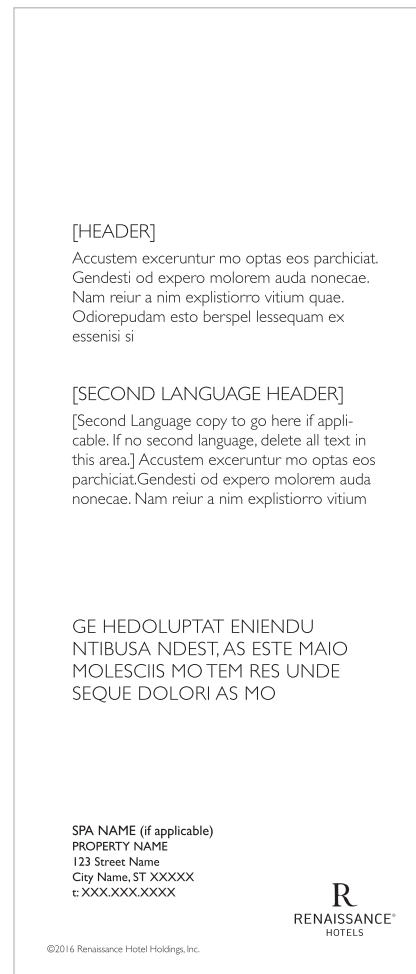 [HEADER]
Accustem exceruntur mo optas eos parchiciat.
Gendesti od expero molorem auda nonecae.
Nam reiur a nim explistiorro vitium quae.
Odiorepudam esto berspel lessequam ex
essenisi si
[SECOND LANGUAGE HEADER]
[Second Language copy to go here if appli-
cable. If no second language, delete all text in
this area.] Accustem exceruntur mo optas eos
parchiciat.Gendesti od expero molorem auda
nonecae. Nam reiur a nim explistiorro vitium
GE HEDOLUPTAT ENIENDU
NTIBUSA NDEST, AS ESTE MAIO
MOLESCIIS MO TEM RES UNDE
SEQUE DOLORI AS MO
SPA NAME (if applicable)
PROPERTY NAME
123 Street Name
City Name, ST XXXXX
t: XXX.XXX.XXXX
R
RENAISSANCE®
HOTELS
©2016 Renaissance Hotel Holdings, Inc.